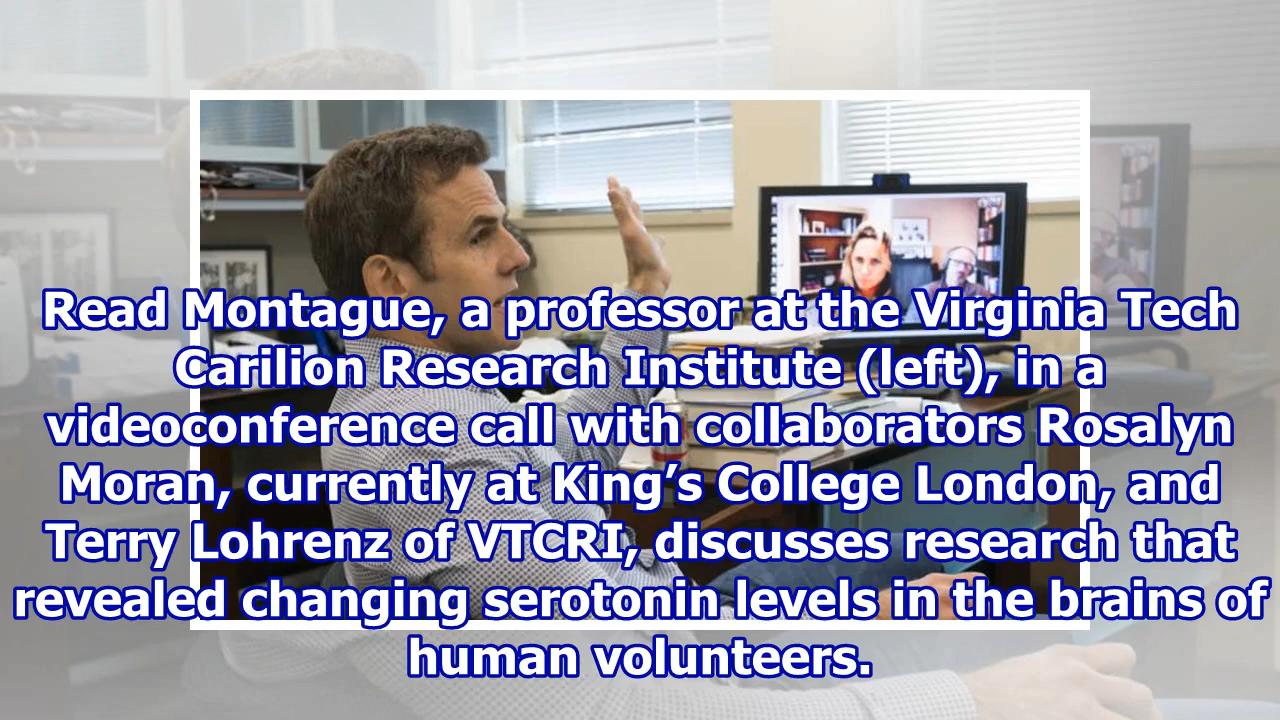 Read Montague, a professor at the Virginia Tech
Carilion Research Institute (left), in a
videoconference call with collaborators Rosalyn
Moran, currently at King’s College London, and
Terry Lohrenz of VTCRI, discusses research that
revealed changing serotonin levels in the brains of
human volunteers.